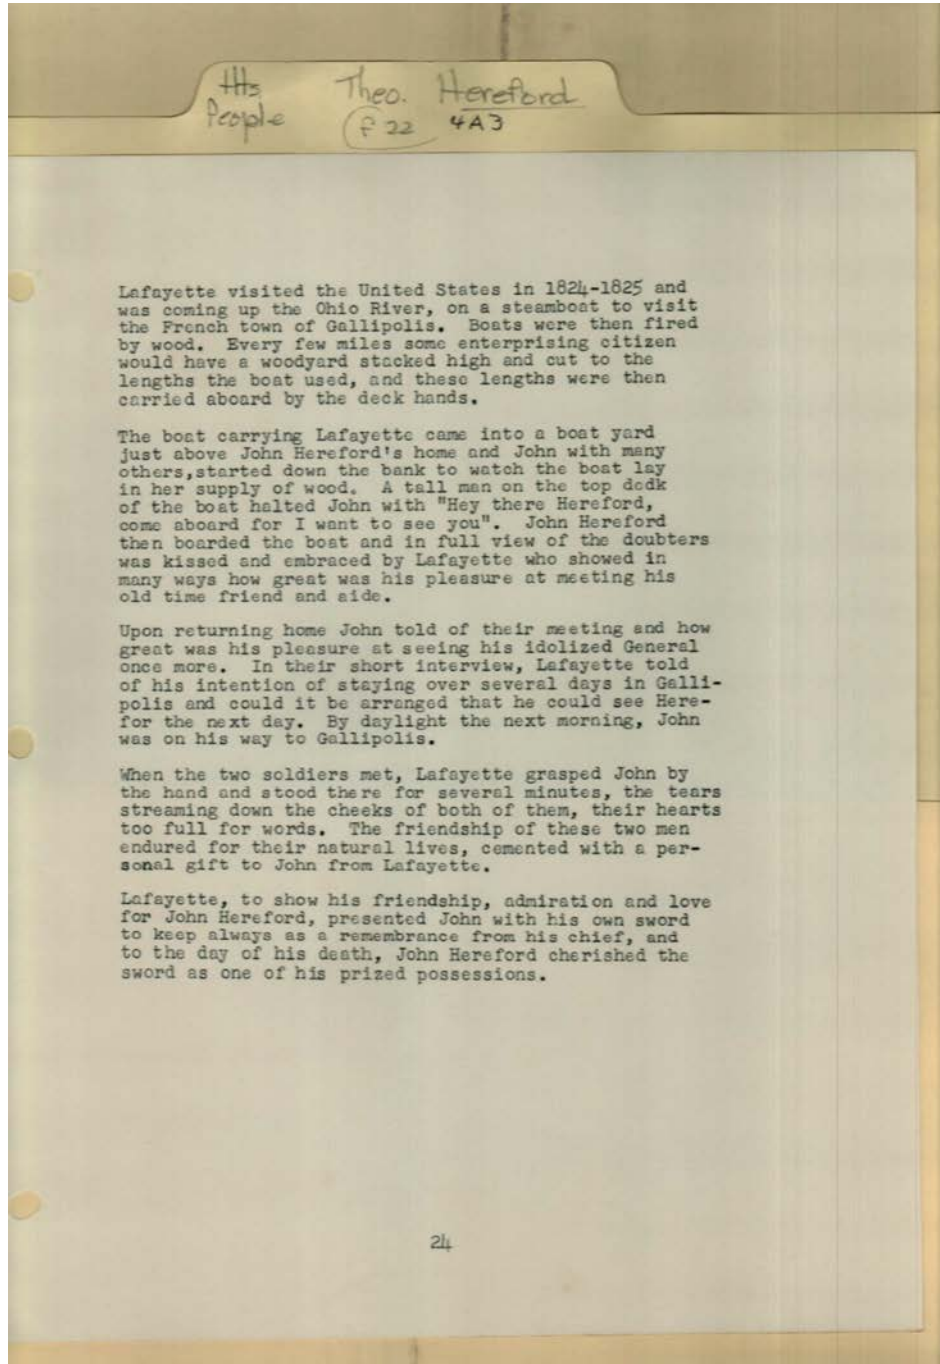 HHs Theo. Hereford
People f 22 4A3
Lafayette visited the United States in 1824-1825 and
was coming up the Ohio River, on a steamboat to visit
the French town of Gallipolis. Boats were then fired
by wood. Every few miles some enterprising citizen
would have a woodyard stacked high and cut to the
lengths the boat used, and these lengths were then
carried aboard by the deck hands.
The boat carrying Lafayette came into a boat yard
just above John Hereford's home and John with many
others,started down the bank to watch the boat lay
in her supply of wood. A tall man on the top dedk
of the boat halted John with "Hey there Hereford,
come aboard for I want to see you". John Hereford
then boarded the boat and in full view of the doubters
was kissed and embraced by Lafayette who showed in
many ways how great was his pleasure at meeting his
old time friend and aide.
Upon returning home John told of their meeting and how
great was his pleasure at seeing his idolized General
once more. In their short interview, Lafayette told
of his intention of staying over several days in Galli-
polis and could it be arranged that he could see Here-
for the next day. By daylight the next morning, John
was on his way to Gallipolis.
When the two soldiers met, Lafayette grasped John by
the hand and stood there for several minutes, the tears
streaming down the cheeks of both of them, their hearts
too full for words. The friendship of these two men
endured for their natural lives, cemented with a per-
sonal gift to John from Lafayette.
Lafayette, to show his friendship, admiration and love
for John Hereford, presented John with his own sword
to keep always as a remembrance from his chief, and
to the day of his death, John Hereford cherished the
sword as one of his prized possessions.
24